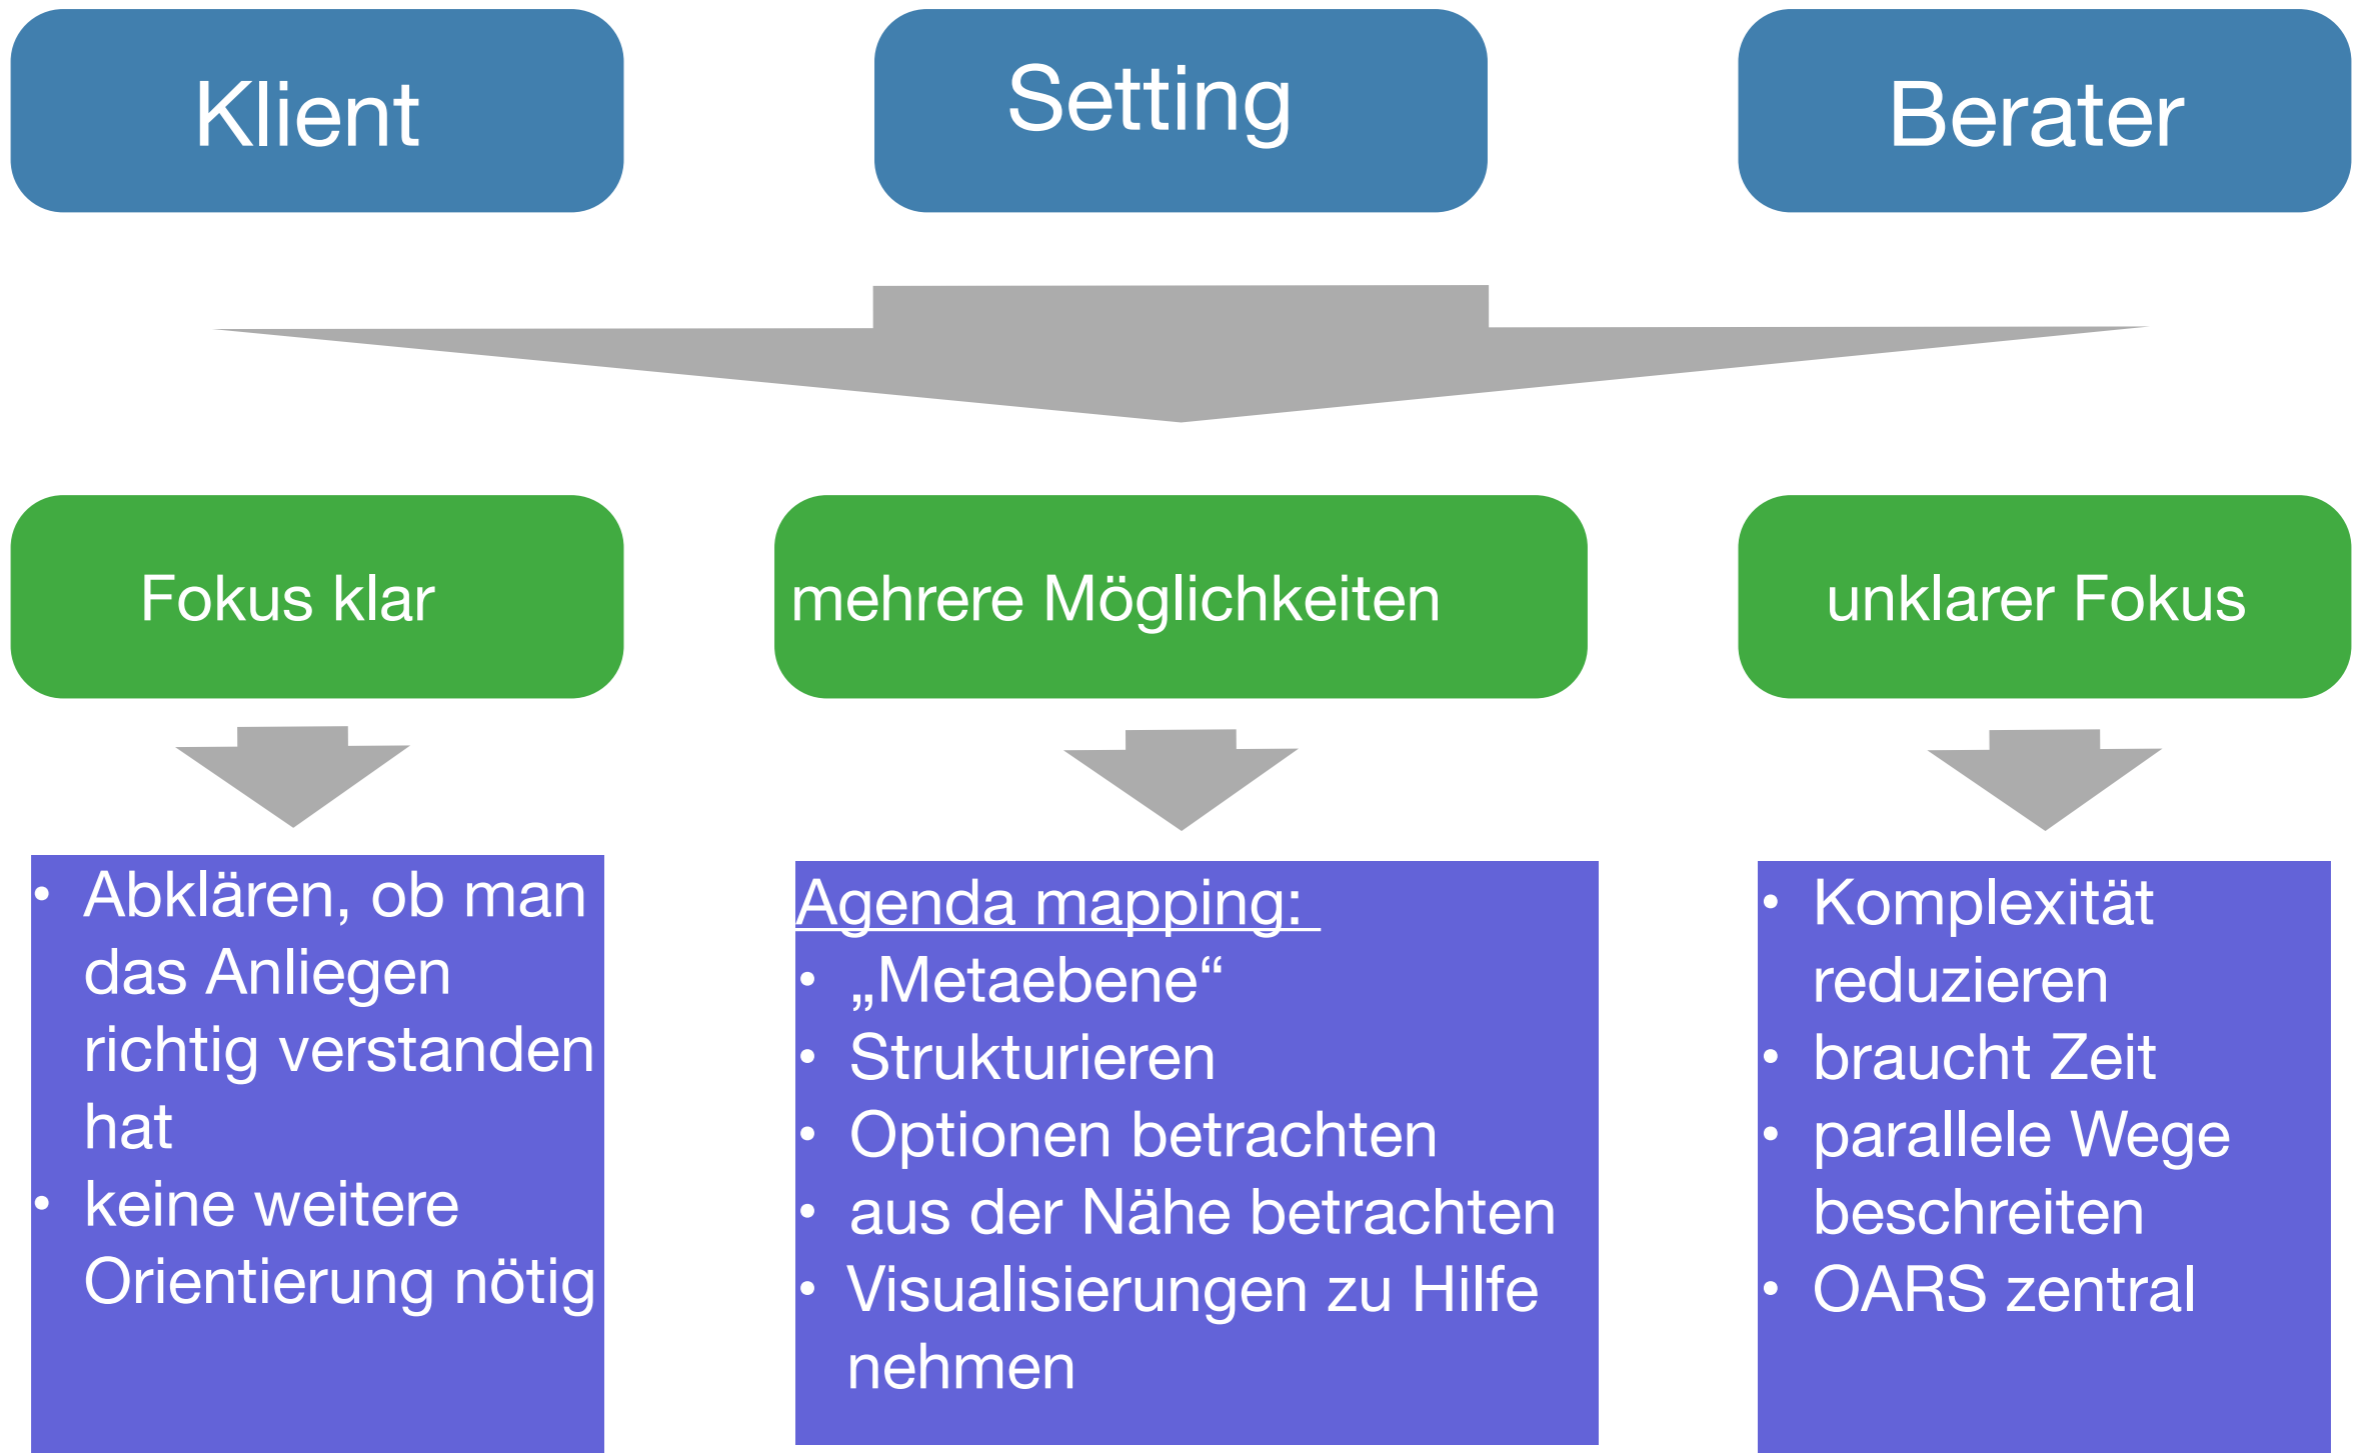 Klient
Setting
Berater
Fokus klar
mehrere Möglichkeiten
unklarer Fokus
• Abklären, ob man
das Anliegen
richtig verstanden
hat
• keine weitere
Orientierung nötig
Agenda mapping:
• „Metaebene“
• Strukturieren
• Optionen betrachten
• aus der Nähe betrachten
• Visualisierungen zu Hilfe
nehmen
• Komplexität
reduzieren
• braucht Zeit
• parallele Wege
beschreiten
• OARS zentral